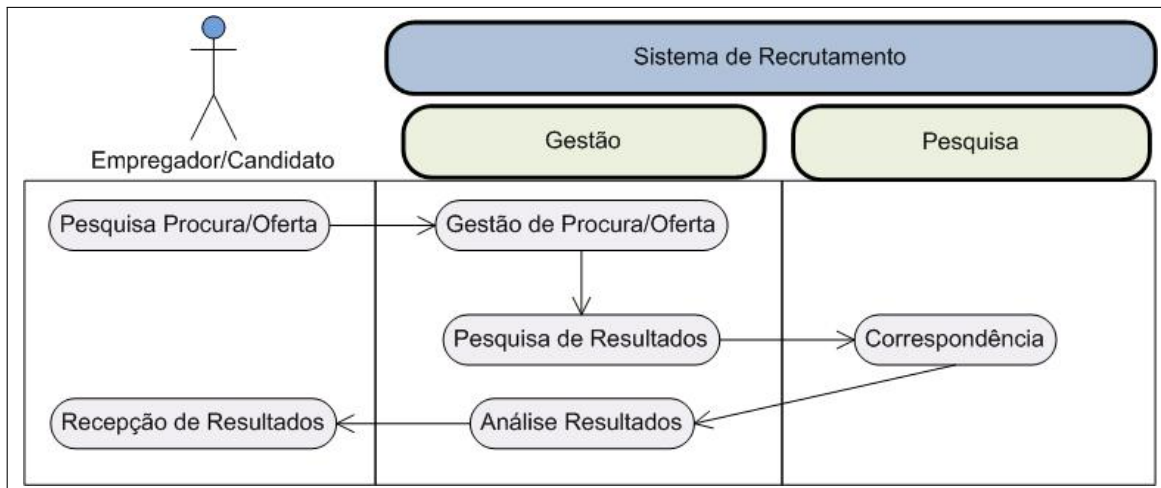 Sistema de Recrutamento
Empregador/Candidato
Gestão
Pesquisa
Pesquisa Procura/Oferta
Gestão de Procura/Oferta
Pesquisa de Resultados
Correspondência
Recepção de Resultados
Análise Resultados